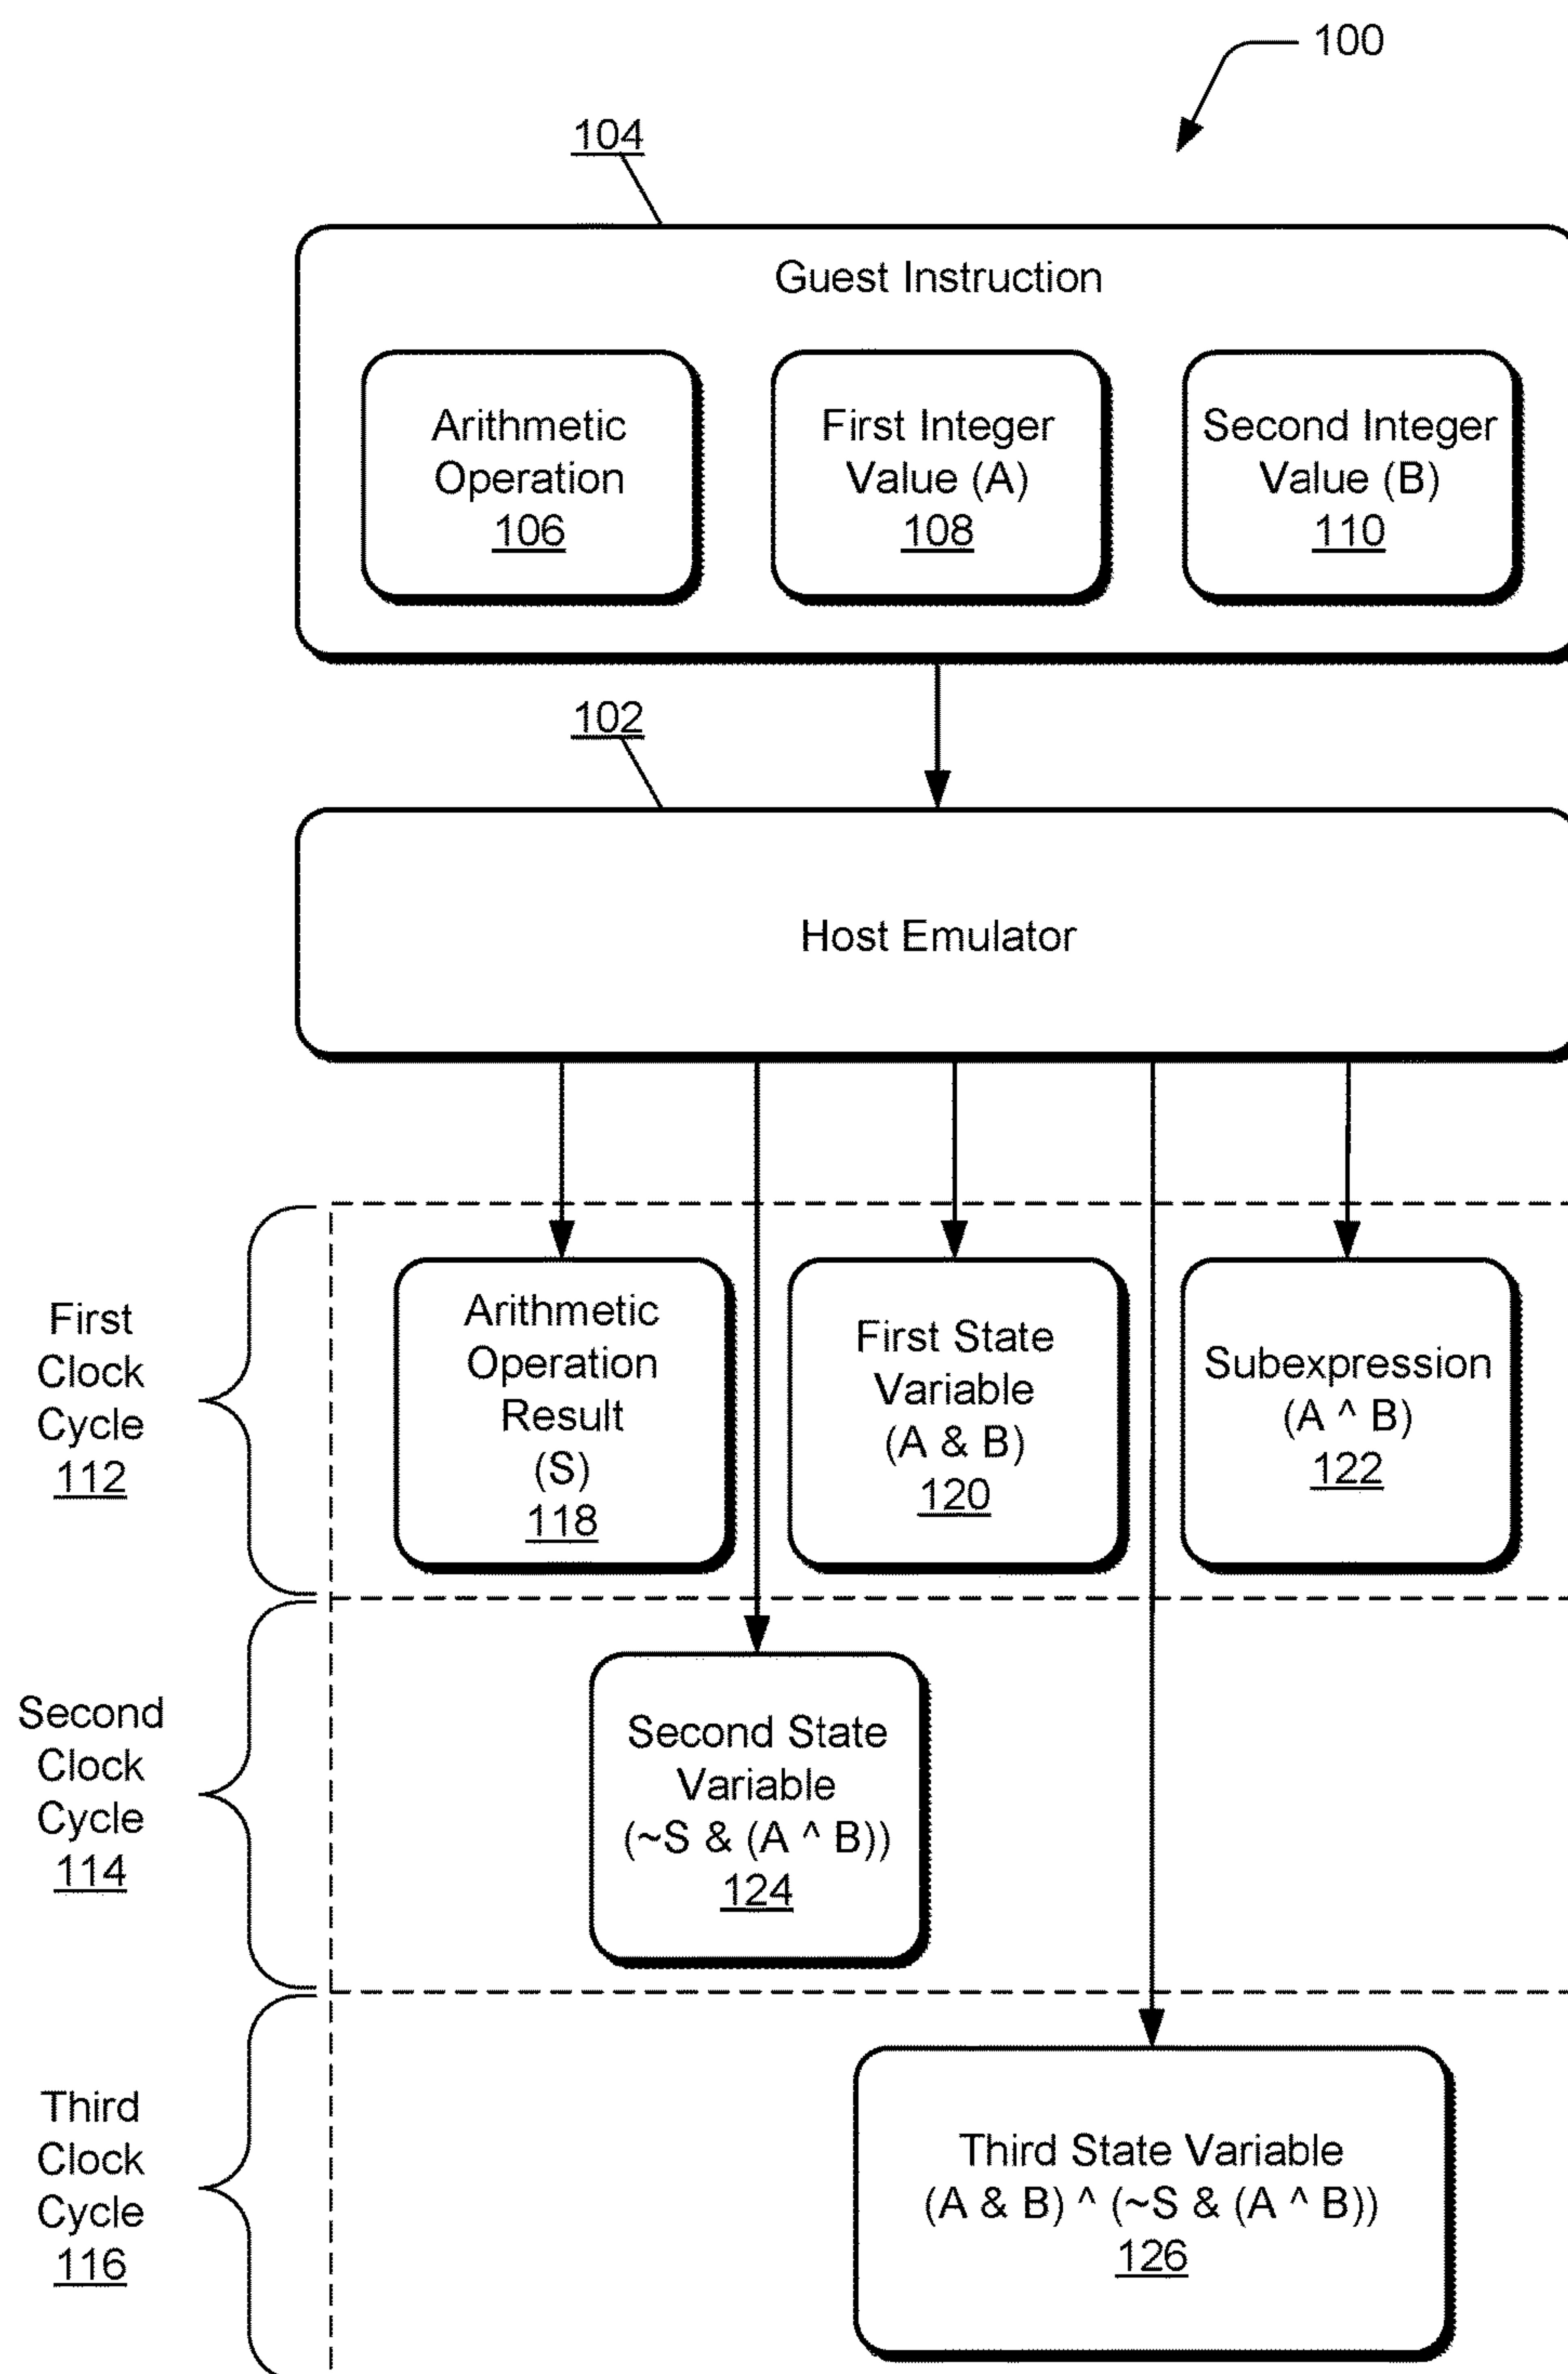 100
104
Guest Instruction
Arithmetic
Operation
106
First Integer
Value (A)
108
Second Integer
Value (B)
110
102
Host Emulator
First
Clock
Cycle
112
Arithmetic
Operation
Result
(S)
118
First State
Variable
(A & B)
120
Subexpression
(A ^ B)
122
Second
Clock
Cycle
114
Second State
Variable
(~S & (A ^ B))
124
Third
Clock
Cycle
116
Third State Variable
(A & B) ^ (~S & (A ^ B))
126